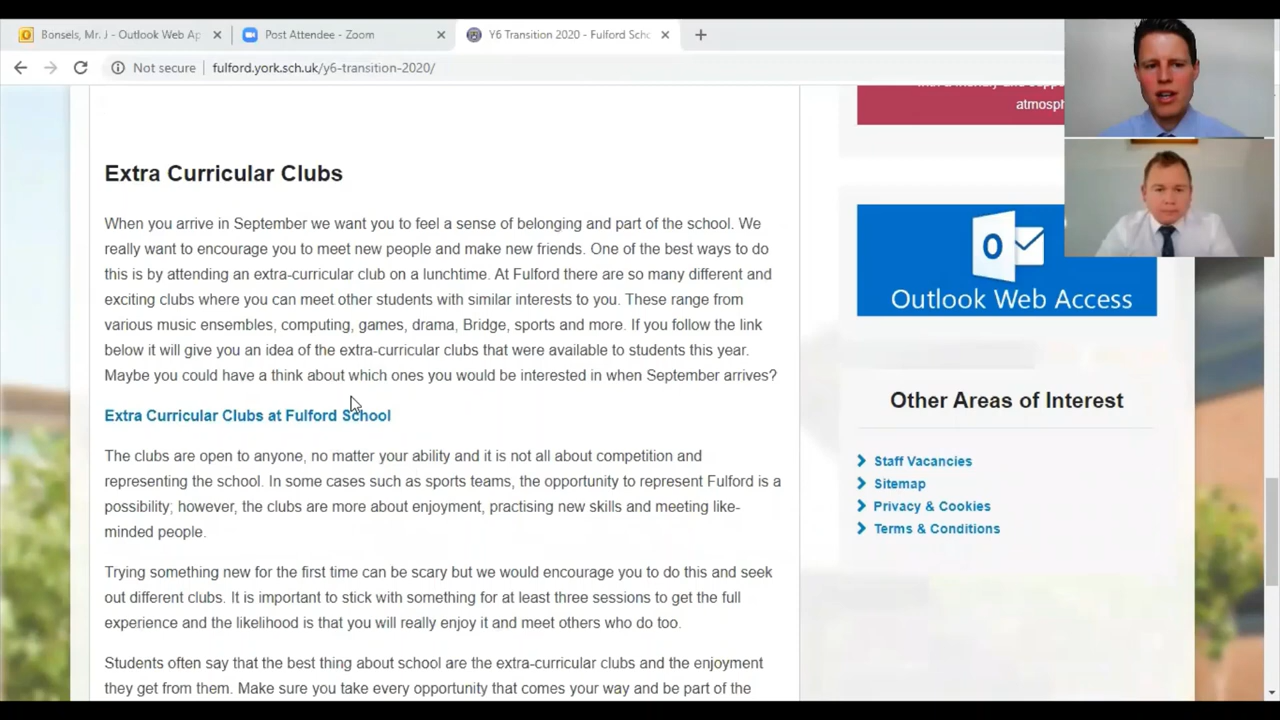 Bonsels, Mr. J - Outlook Web Ap
Post Attendee - Zoom
Y6 Transition 2020 - Fulford Scho
Not secure
fulford.york.sch.uk/y6-transition-2020/
atmosph
Extra Curricular Clubs
When you arrive in September we want you to feel a sense of belonging and part of the school. We
really want to encourage you to meet new people and make new friends. One of the best ways to do
this is by attending an extra-curricular club on a lunchtime. At Fulford there are so many different and
exciting clubs where you can meet other students with similar interests to you. These range from
various music ensembles, computing, games, drama, Bridge, sports and more. If you follow the link
below it will give you an idea of the extra-curricular clubs that were available to students this year.
Maybe you could have a think about which ones you would be interested in when September arrives?
Extra Curricular Clubs at Fulford School
The clubs are open to anyone, no matter your ability and it is not all about competition and
representing the school. In some cases such as sports teams, the opportunity to represent Fulford is a
possibility; however, the clubs are more about enjoyment, practising new skills and meeting like-
minded people.
Trying something new for the first time can be scary but we would encourage you to do this and seek
out different clubs. It is important to stick with something for at least three sessions to get the full
experience and the likelihood is that you will really enjoy it and meet others who do too.
Students often say that the best thing about school are the extra-curricular clubs and the enjoyment
they get from them. Make sure you take every opportunity that comes your way and be part of the
Outlook Web Access
Other Areas of Interest
Staff Vacancies
Sitemap
Privacy & Cookies
Terms & Conditions